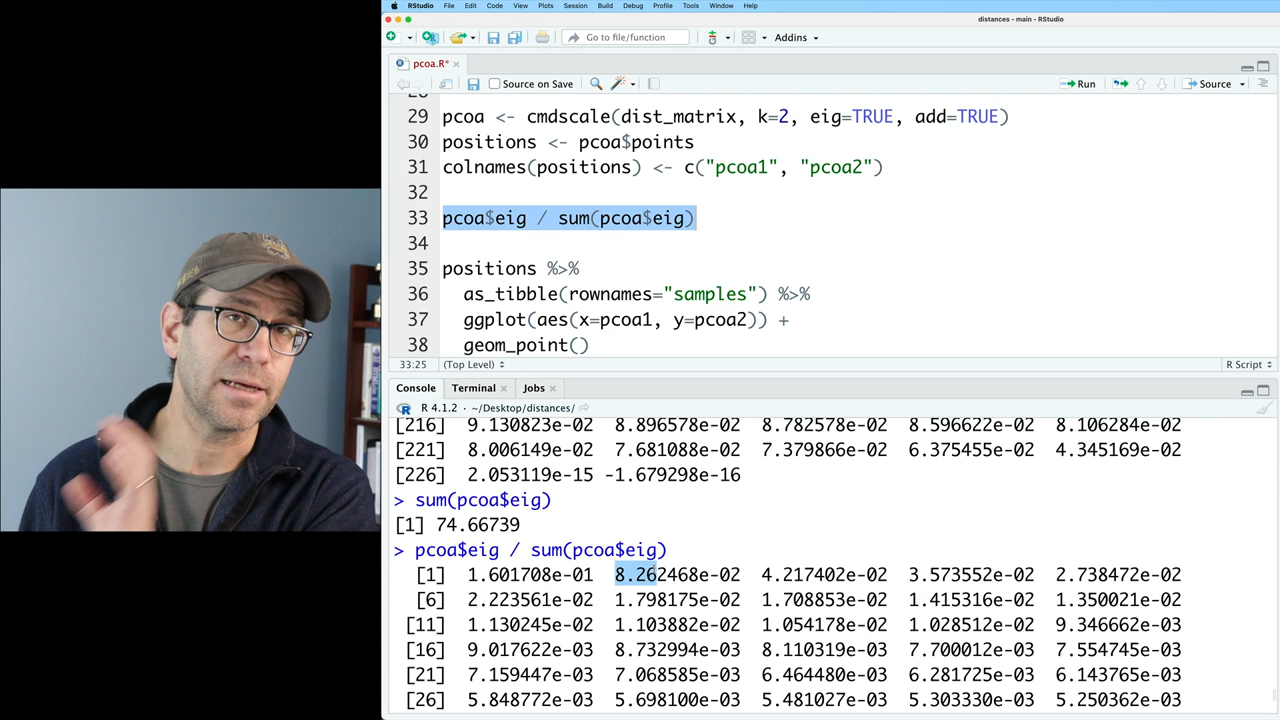 RStudio File Edit Code View Plots Session Build Debug Profile Tools Window Help
distances - main - RStudio
Go to file/function Addins
pcoa.R*
Source on Save Run Source
28
29 pcoa <- cmdscale(dist_matrix, k=2, eig=TRUE, add=TRUE)
30 positions <- pcoa$points
31 colnames(positions) <- c("pcoa1", "pcoa2")
32
33 pcoa$eig / sum(pcoa$eig)
34
35 positions %>%
36 as_tibble(rownames="samples") %>%
37 ggplot(aes(x=pcoa1, y=pcoa2)) +
38 geom_point()
33:25 (Top Level) R Script
Console Terminal Jobs
R 4.1.2 · ~/Desktop/distances/
[216] 9.130823e-02 8.896578e-02 8.782578e-02 8.596622e-02 8.106284e-02
[221] 8.006149e-02 7.681088e-02 7.379866e-02 6.375455e-02 4.345169e-02
[226] 2.053119e-15 -1.679298e-16
> sum(pcoa$eig)
[1] 74.66739
> pcoa$eig / sum(pcoa$eig)
[1] 1.601708e-01 8.262468e-02 4.217402e-02 3.573552e-02 2.738472e-02
[6] 2.223561e-02 1.798175e-02 1.708853e-02 1.415316e-02 1.350021e-02
[11] 1.130245e-02 1.103882e-02 1.054178e-02 1.028512e-02 9.346662e-03
[16] 9.017622e-03 8.732994e-03 8.110319e-03 7.700012e-03 7.554745e-03
[21] 7.159447e-03 7.068585e-03 6.464480e-03 6.281725e-03 6.143765e-03
[26] 5.848772e-03 5.698100e-03 5.481027e-03 5.303330e-03 5.250362e-03